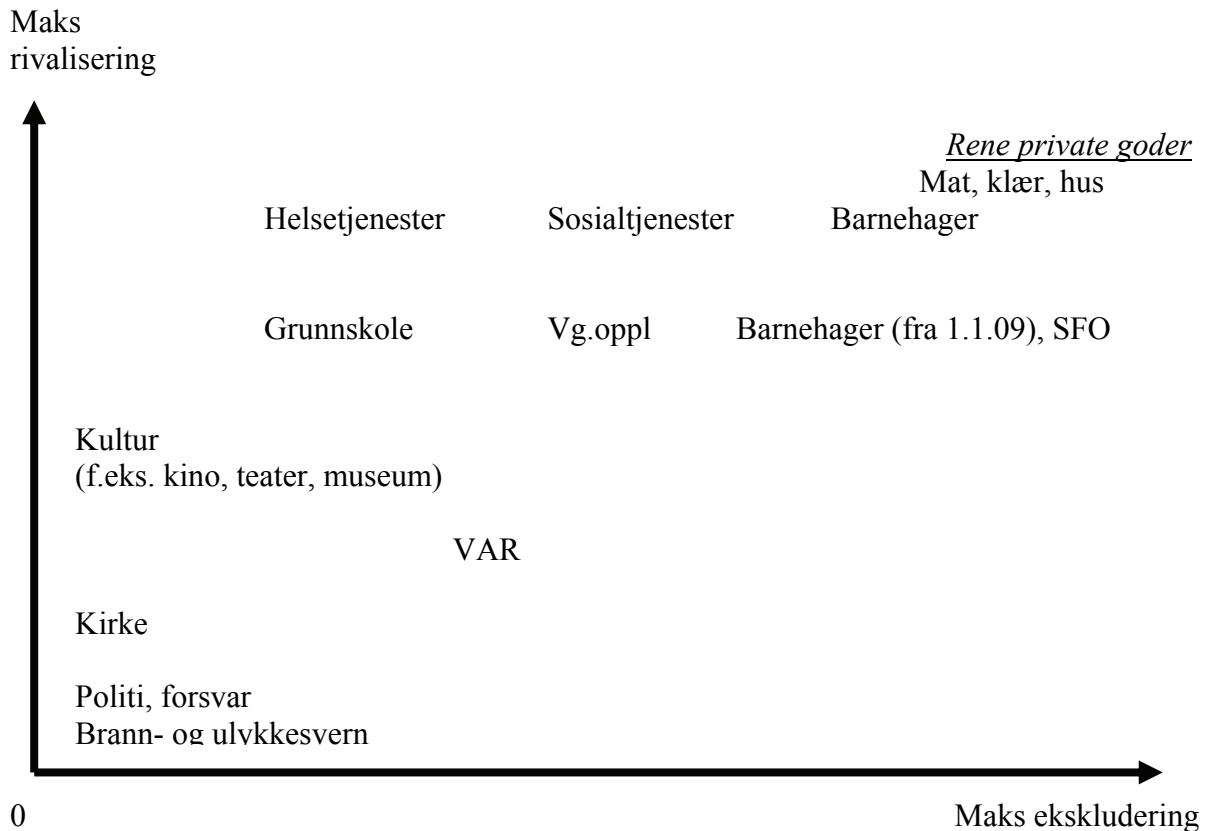 Maks
rivalisering
Rene private goder
Mat, klær, hus
Helsetjenester Sosialtjenester Barnehager
Grunnskole Vg.oppl Barnehager (fra 1.1.09), SFO
Kultur
(f.eks. kino, teater, museum)
VAR
Kirke
Politi, forsvar
Brann- og ulykkesvern
0 Maks ekskludering